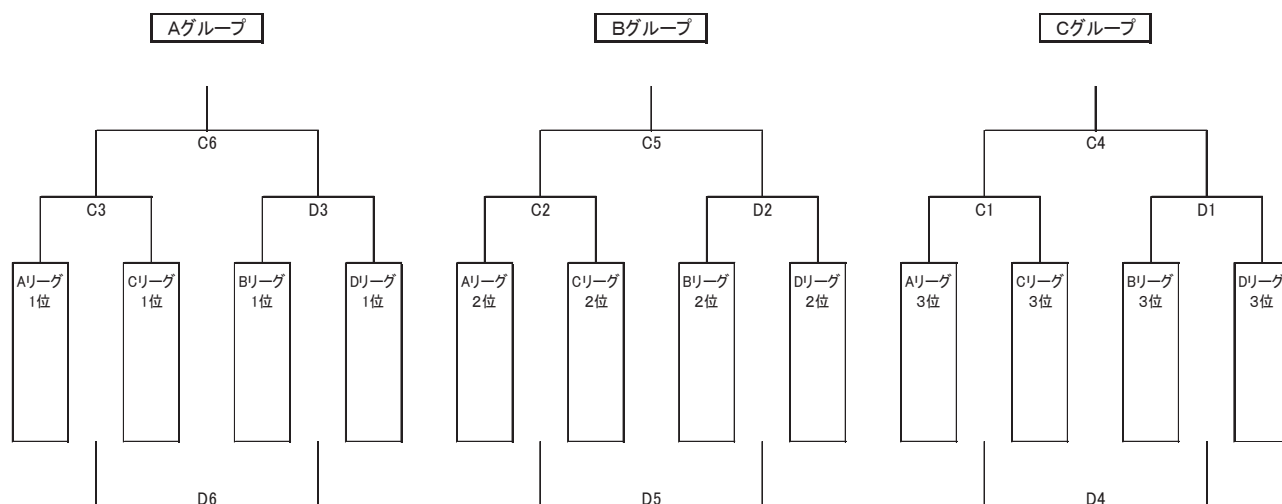 Aグループ
Bグループ
Cグループ
C6
C5
C4
C3
D3
C2
D2
C1
D1
Aリーグ
1位
Cリーグ
1位
Bリーグ
1位
Dリーグ
1位
Aリーグ
2位
Cリーグ
2位
Bリーグ
2位
Dリーグ
2位
Aリーグ
3位
Cリーグ
3位
Bリーグ
3位
Dリーグ
3位
D6
D5
D4